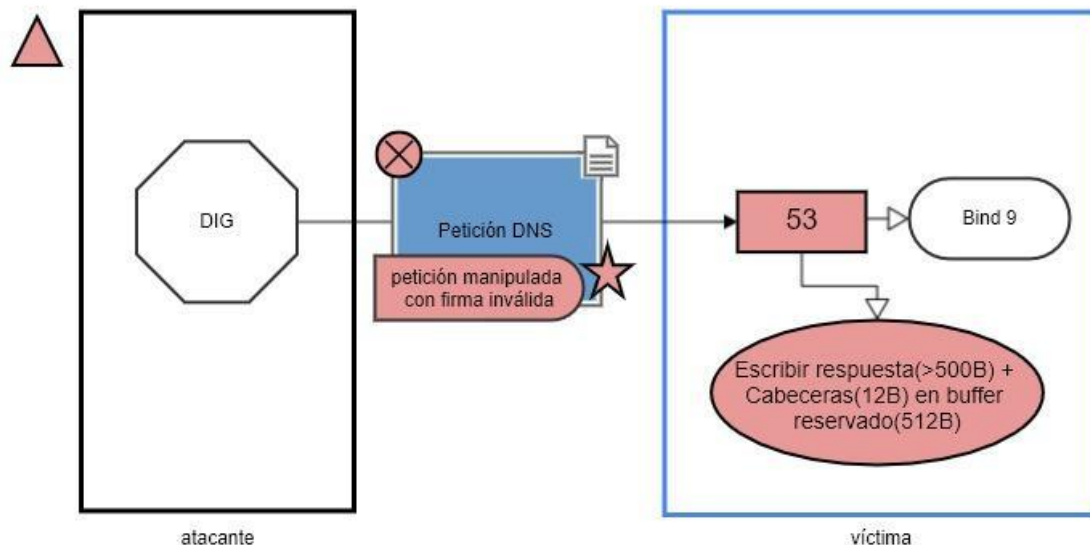 DIG
Petición DNS
petición manipulada
con firma inválida
53
Bind 9
Escribir respuesta(>500B) +
Cabeceras(12B) en buffer
reservado(512B)
atacante
víctima